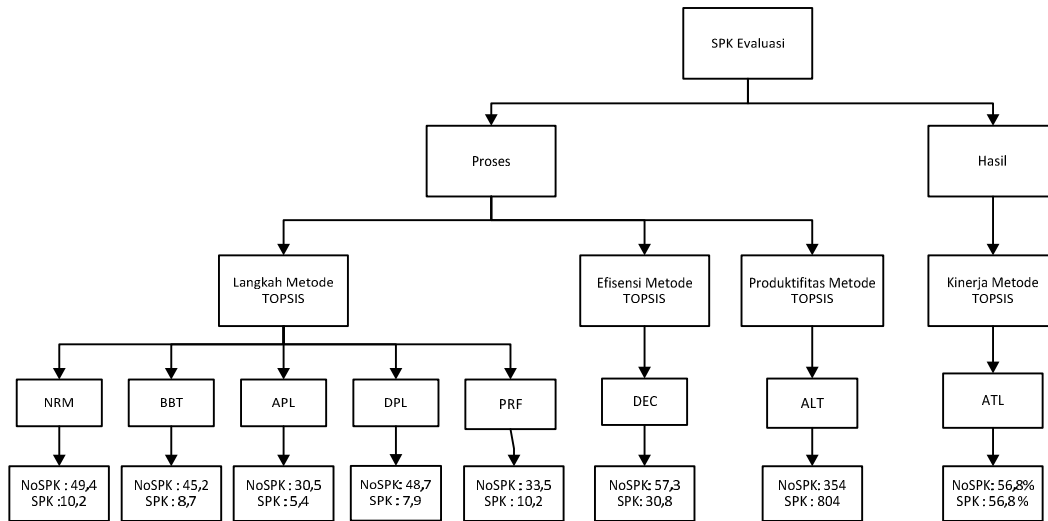 SPK Evaluasi
Proses
Hasil
Langkah Metode
TOPSIS
Efisensi Metode
TOPSIS
Produktifitas Metode
TOPSIS
Kinerja Metode
TOPSIS
NRM
BBT
APL
DPL
PRF
DEC
ALT
ATL
NoSPK : 49,4
SPK :10,2
NoSPK : 45,2
SPK : 8,7
NoSPK : 30,5
SPK : 5,4
NoSPK: 48,7
SPK : 7,9
NoSPK : 33,5
SPK : 10,2
NoSPK: 57,3
SPK: 30,8
NoSPK: 354
SPK : 804
NoSPK: 56,8%
SPK : 56,8 %